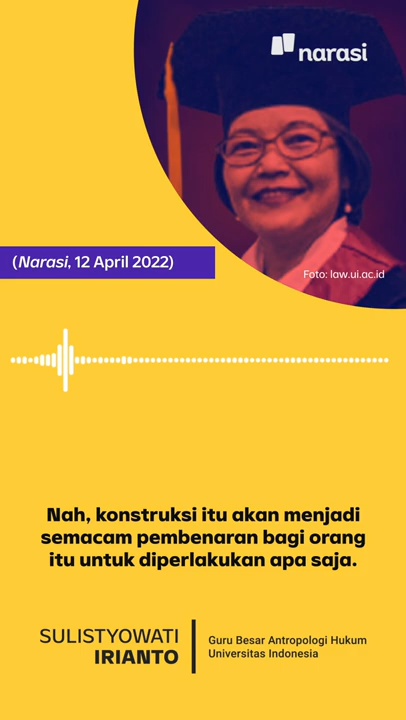 narasi
(Narasi, 12 April 2022)
Foto: law.ui.ac.id
Nah, konstruksi itu akan menjadi
semacam pembenaran bagi orang
itu untuk diperlakukan apa saja.
SULISTYOWATI
IRIANTO
Guru Besar Antropologi Hukum
Universitas Indonesia